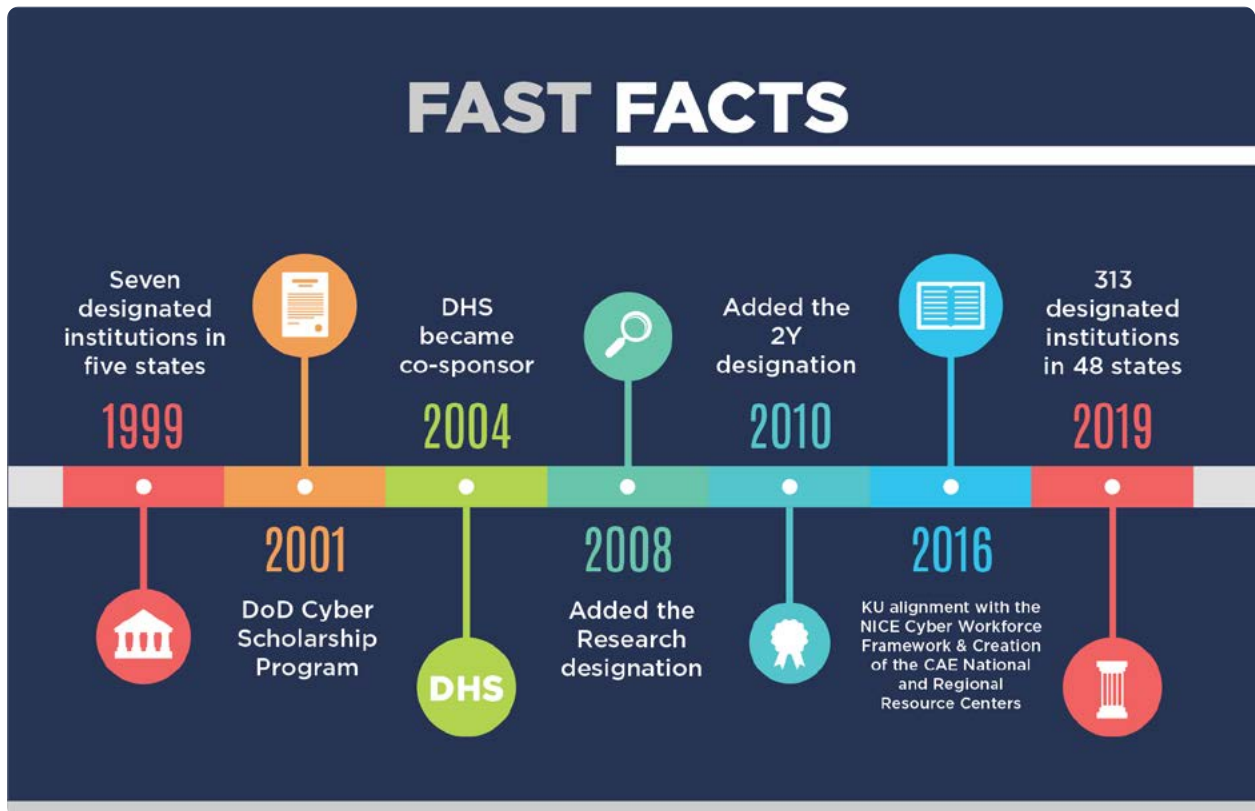 FAST FACTS
Seven
designated
institutions in
five states
1999
2001
DoD Cyber
Scholarship
Program
DHS
became
co-sponsor
2004
DHS
2008
Added the
Research
designation
Added the
2Y
designation
2010
2016
KU alignment with the
NICE Cyber Workforce
Framework & Creation
of the CAE National
and Regional
Resource Centers
313
designated
institutions
in 48 states
2019